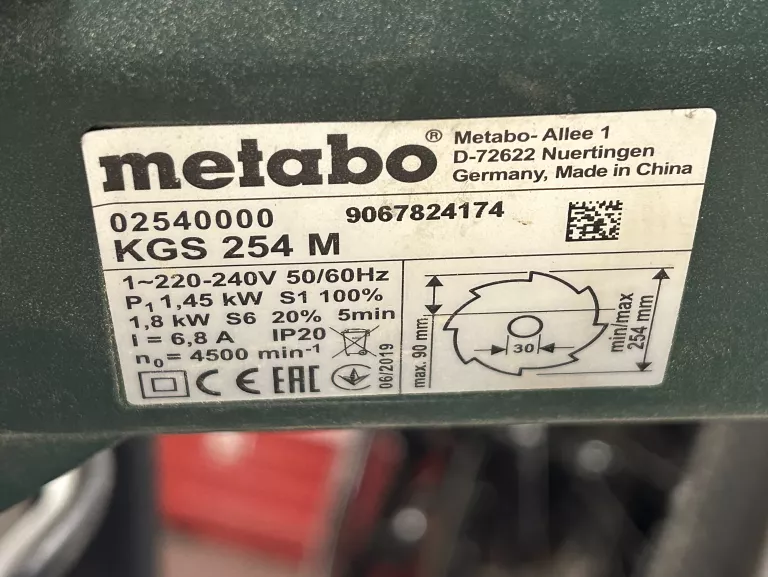 metabo® Metabo- Allee 1
D-72622 Nuertingen
Germany, Made in China
02540000 9067824174
KGS 254 M
1~220-240V 50/60Hz
P1 1,45 kW S1 100%
1,8 kW S6 20% 5min
I = 6,8 A IP20
n0 = 4500 min-1
CE EAC 06/2019
max. 90 mm
30
min/max
254 mm